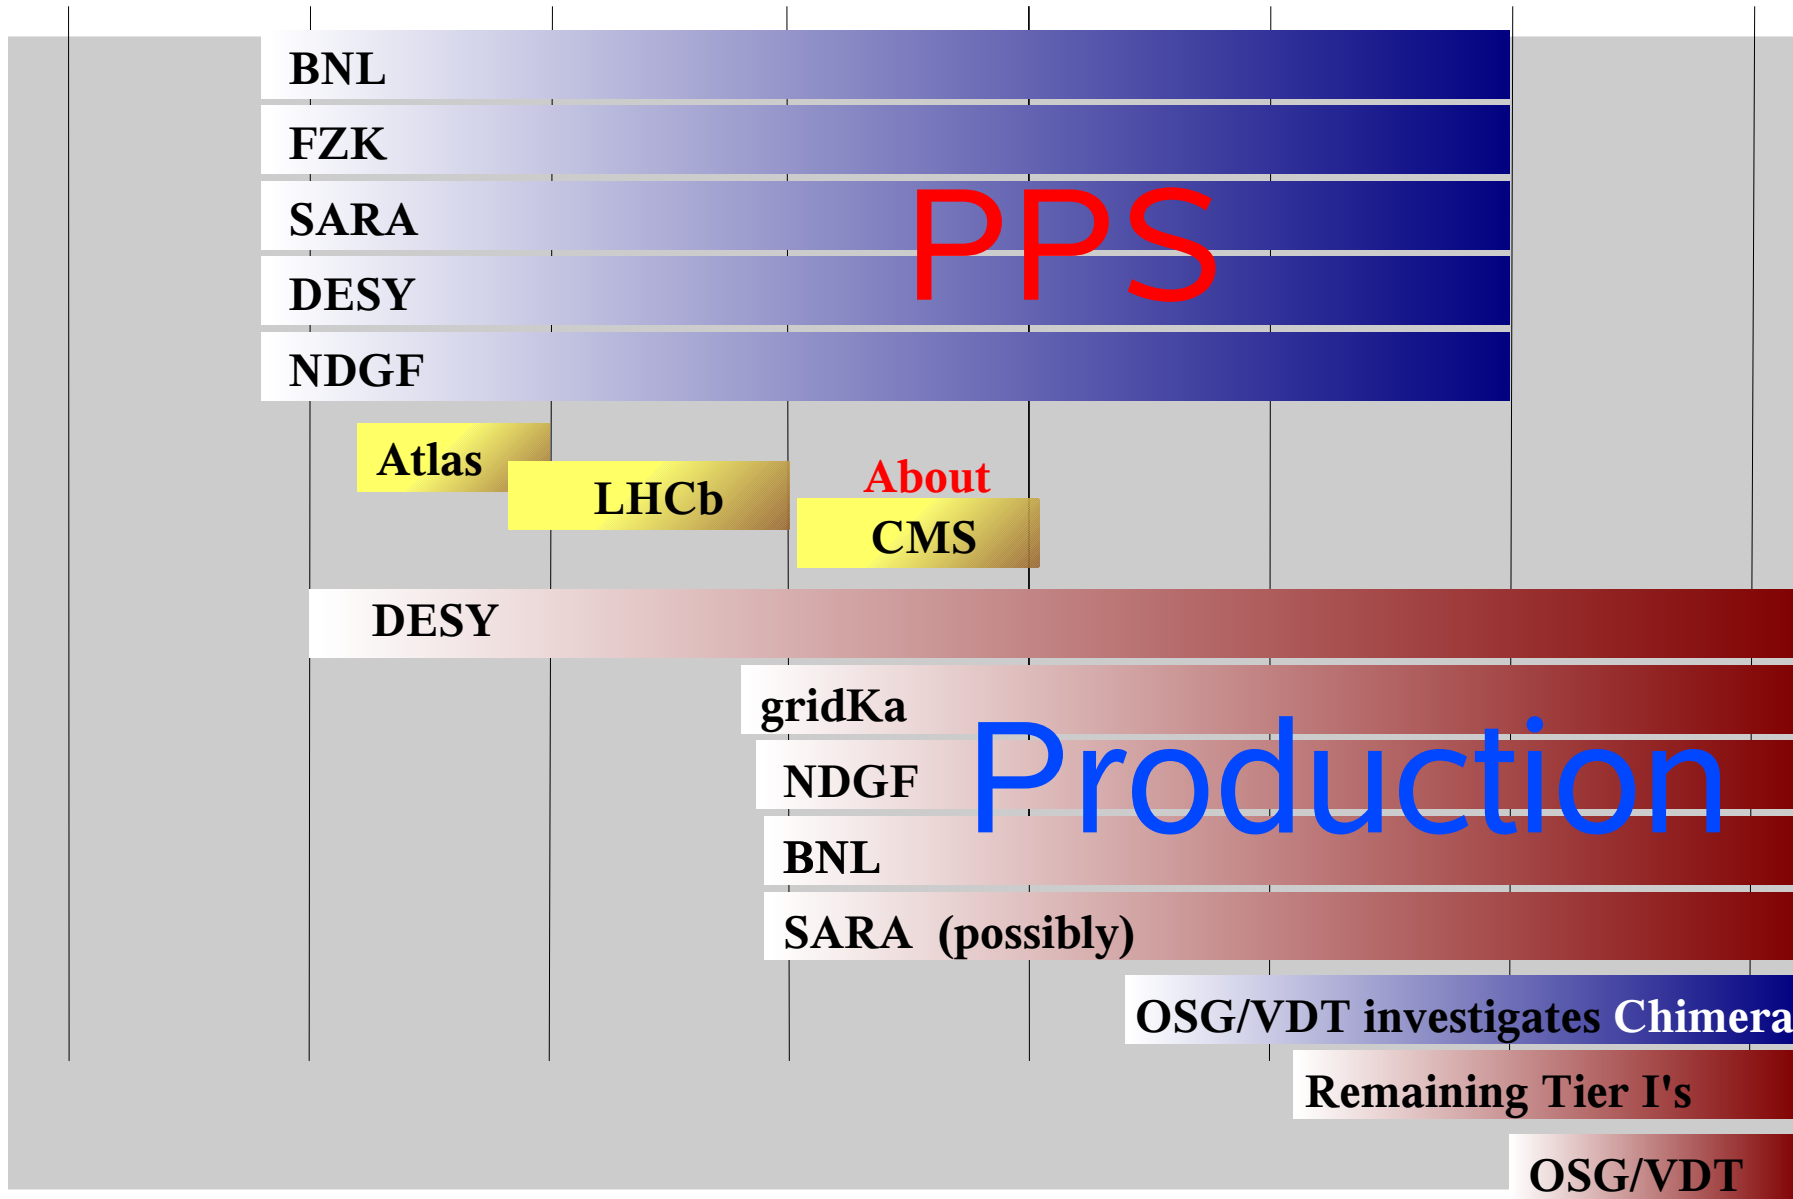 BNL
FZK
SARA
PPS
DESY
NDGF
Atlas
LHCb
About
CMS
DESY
gridKa
NDGF
Production
BNL
SARA (possibly)
OSG/VDT investigates Chimera
Remaining Tier I's
OSG/VDT